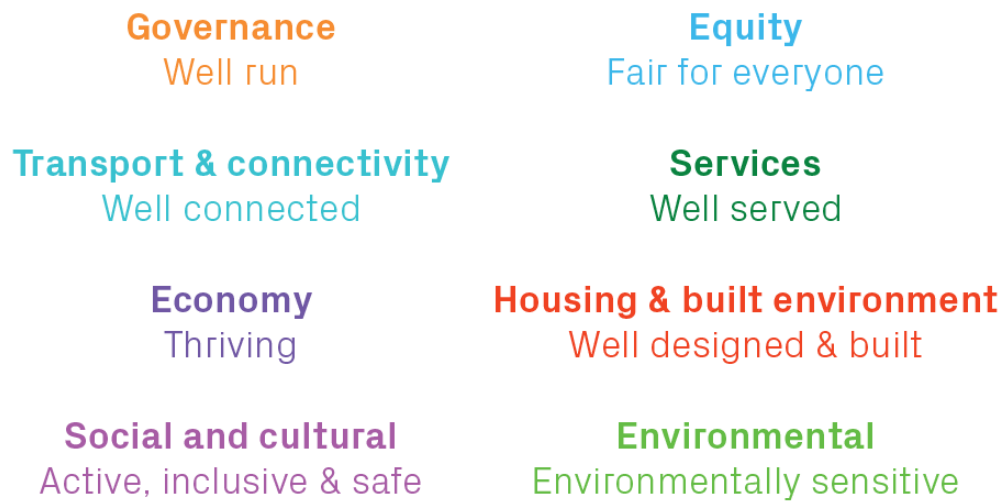 Governance
Well run
Equity
Fair for everyone
Transport & connectivity
Well connected
Services
Well served
Economy
Thriving
Housing & built environment
Well designed & built
Social and cultural
Active, inclusive & safe
Environmental
Environmentally sensitive